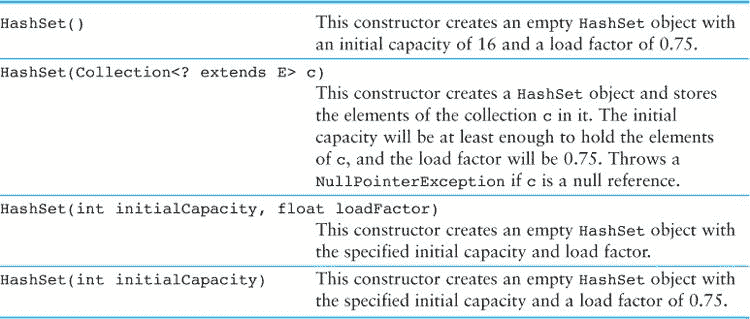 HashSet() This constructor creates an empty HashSet object with
an initial capacity of 16 and a load factor of 0.75.
HashSet(Collection<? extends E> c)
This constructor creates a HashSet object and stores
the elements of the collection c in it. The initial
capacity will be at least enough to hold the elements
of c, and the load factor will be 0.75. Throws a
NullPointerException if c is a null reference.
HashSet(int initialCapacity, float loadFactor)
This constructor creates an empty HashSet object with
the specified initial capacity and load factor.
HashSet(int initialCapacity) This constructor creates an empty HashSet object with
the specified initial capacity and a load factor of 0.75.